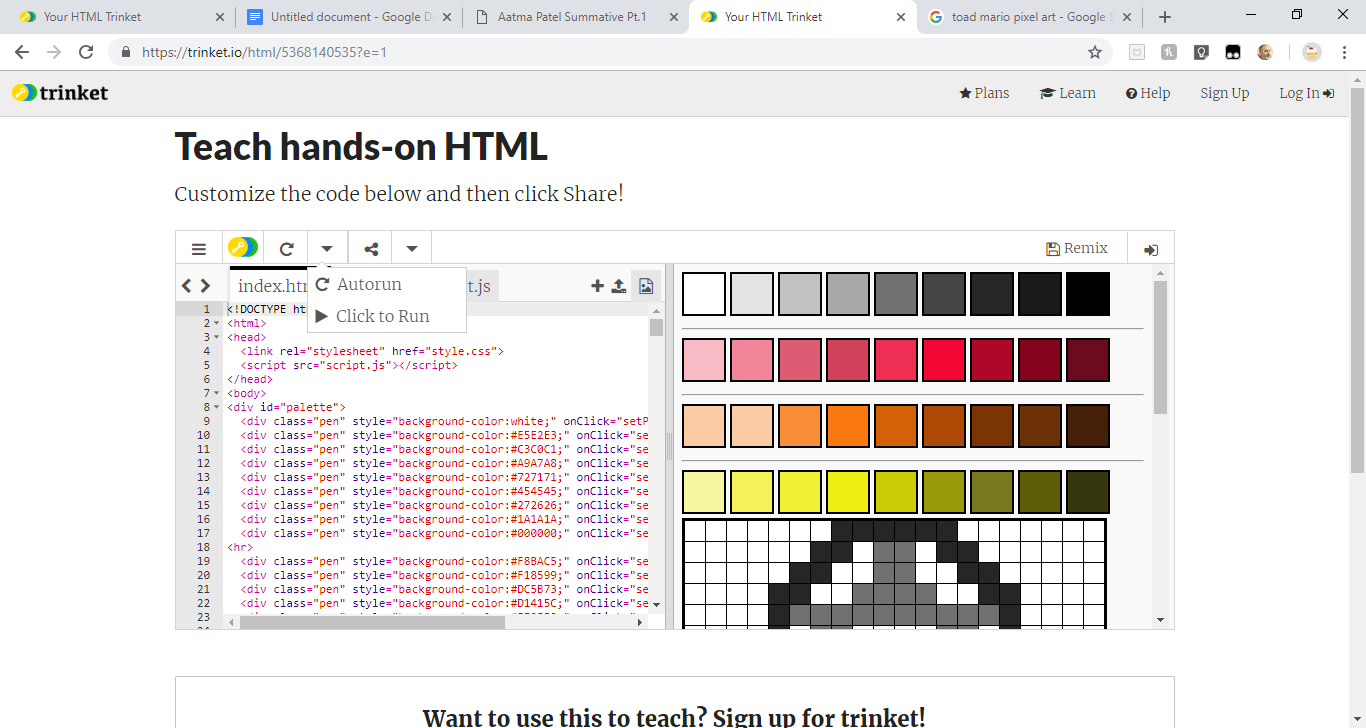 Your HTML Trinket
Untitled document - Google D
Aatma Patel Summative Pt.1
Your HTML Trinket
toad mario pixel art - Google S
https://trinket.io/html/5368140535?e=1
trinket
Plans
Learn
Help
Sign Up
Log In
Teach hands-on HTML
Customize the code below and then click Share!
Remix
index.htm
t.js
Autorun
Click to Run
1 <!DOCTYPE ht
2 <html>
3 <head>
4 <link rel="stylesheet" href="style.css">
5 <script src="script.js"></script>
6 </head>
7 <body>
8 <div id="palette">
9 <div class="pen" style="background-color:white;" onClick="setP
10 <div class="pen" style="background-color:#E5E2E3;" onClick="se
11 <div class="pen" style="background-color:#C3C0C1;" onClick="se
12 <div class="pen" style="background-color:#A9A7A8;" onClick="se
13 <div class="pen" style="background-color:#727171;" onClick="se
14 <div class="pen" style="background-color:#454545;" onClick="se
15 <div class="pen" style="background-color:#272626;" onClick="se
16 <div class="pen" style="background-color:#1A1A1A;" onClick="se
17 <div class="pen" style="background-color:#000000;" onClick="se
18 <hr>
19 <div class="pen" style="background-color:#F8BAC5;" onClick="se
20 <div class="pen" style="background-color:#F18599;" onClick="se
21 <div class="pen" style="background-color:#DC5B73;" onClick="se
22 <div class="pen" style="background-color:#D1415C;" onClick="se
23
Want to use this to teach? Sign up for trinket!